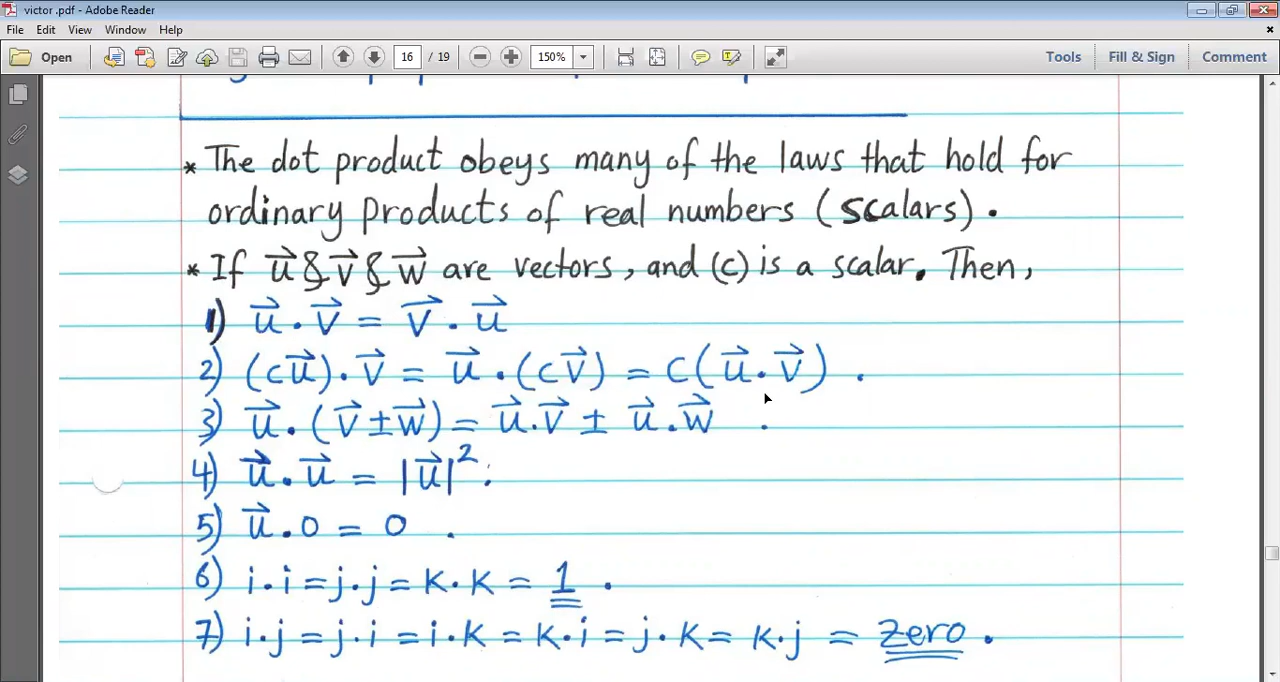 victor .pdf - Adobe Reader
File Edit View Window Help
Open 16 / 19 150% Tools Fill & Sign Comment
* The dot product obeys many of the laws that hold for
ordinary products of real numbers (scalars).
* If u⃗ & v⃗ & w⃗ are vectors, and (c) is a scalar. Then,
1) u⃗ . v⃗ = v⃗ . u⃗
2) (cu⃗) . v⃗ = u⃗ . (cv⃗) = c(u⃗ . v⃗) .
3) u⃗ . (v⃗ ± w⃗) = u⃗ . v⃗ ± u⃗ . w⃗ .
4) u⃗ . u⃗ = |u⃗|² .
5) u⃗ . 0 = 0 .
6) i . i = j . j = k . k = 1 .
7) i . j = j . i = i . k = k . i = j . k = k . j = zero .